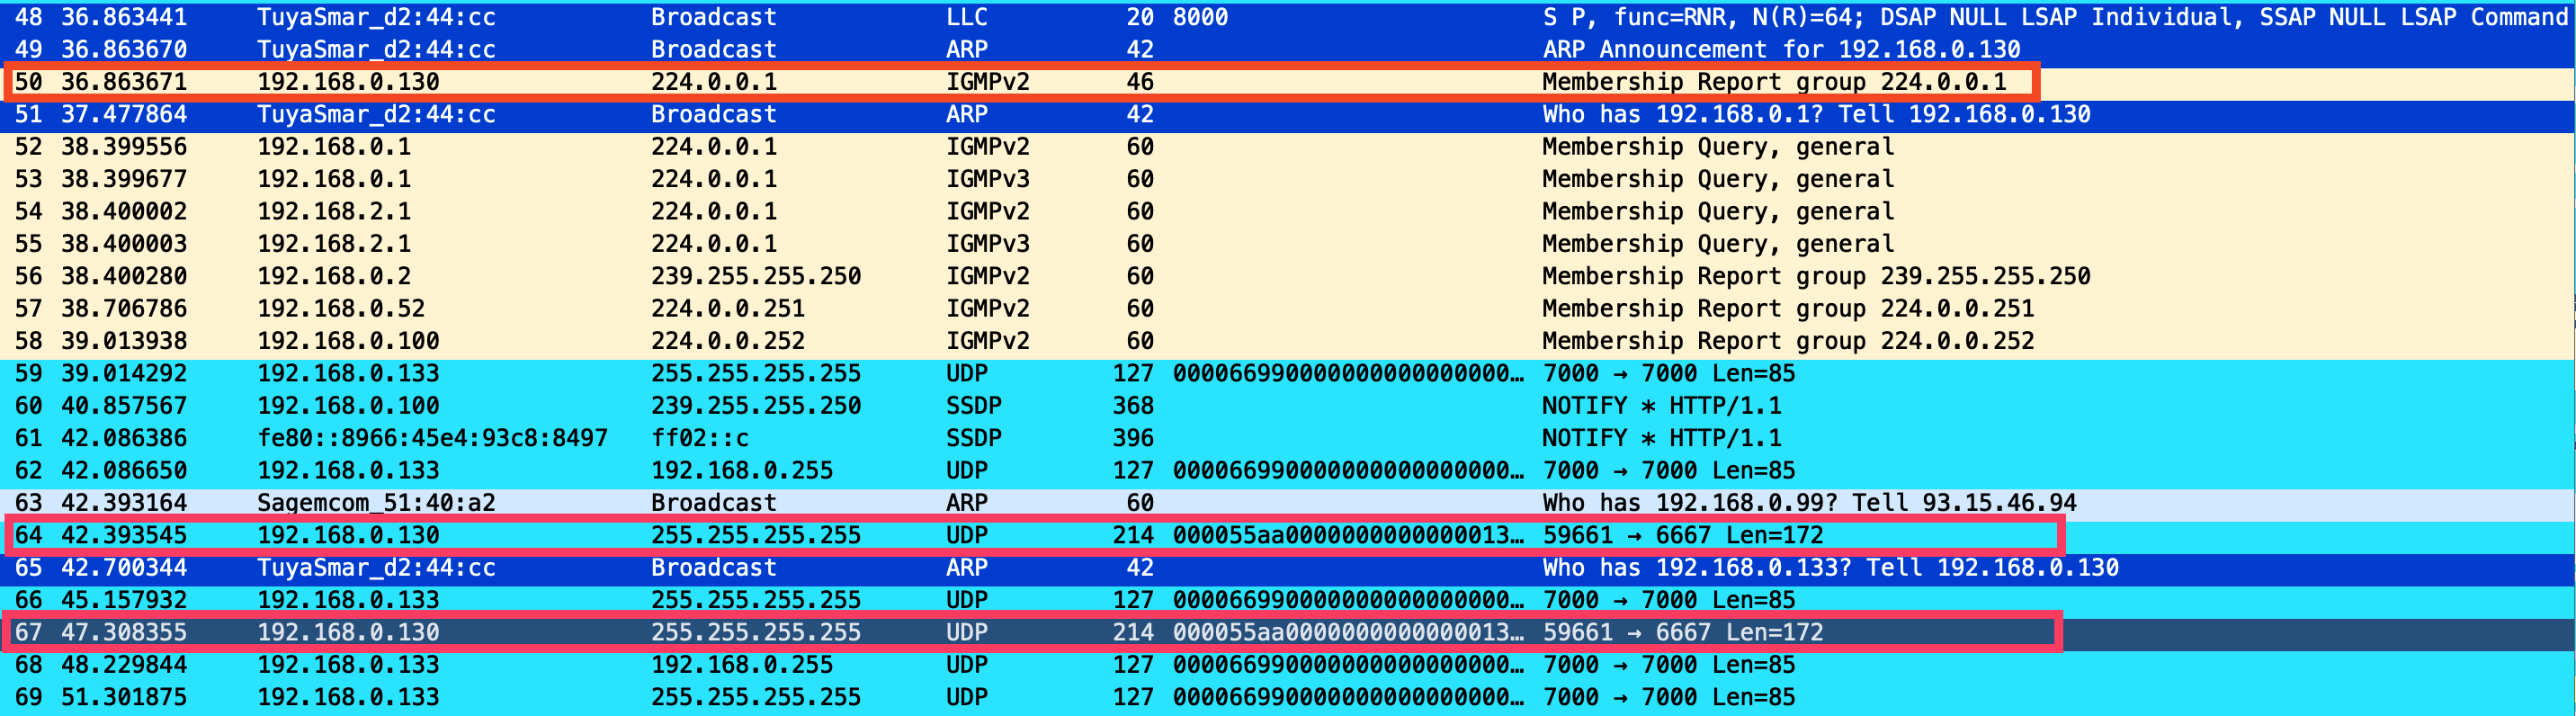 48 36.863441 TuyaSmar_d2:44:cc Broadcast LLC 20 8000 S P, func=RNR, N(R)=64; DSAP NULL LSAP Individual, SSAP NULL LSAP Command
49 36.863670 TuyaSmar_d2:44:cc Broadcast ARP 42 ARP Announcement for 192.168.0.130
50 36.863671 192.168.0.130 224.0.0.1 IGMPv2 46 Membership Report group 224.0.0.1
51 37.477864 TuyaSmar_d2:44:cc Broadcast ARP 42 Who has 192.168.0.1? Tell 192.168.0.130
52 38.399556 192.168.0.1 224.0.0.1 IGMPv2 60 Membership Query, general
53 38.399677 192.168.0.1 224.0.0.1 IGMPv3 60 Membership Query, general
54 38.400002 192.168.2.1 224.0.0.1 IGMPv2 60 Membership Query, general
55 38.400003 192.168.2.1 224.0.0.1 IGMPv3 60 Membership Query, general
56 38.400280 192.168.0.2 239.255.255.250 IGMPv2 60 Membership Report group 239.255.255.250
57 38.706786 192.168.0.52 224.0.0.251 IGMPv2 60 Membership Report group 224.0.0.251
58 39.013938 192.168.0.100 224.0.0.252 IGMPv2 60 Membership Report group 224.0.0.252
59 39.014292 192.168.0.133 255.255.255.255 UDP 127 000066990000000000000000… 7000 → 7000 Len=85
60 40.857567 192.168.0.100 239.255.255.250 SSDP 368 NOTIFY * HTTP/1.1
61 42.086386 fe80::8966:45e4:93c8:8497 ff02::c SSDP 396 NOTIFY * HTTP/1.1
62 42.086650 192.168.0.133 192.168.0.255 UDP 127 000066990000000000000000… 7000 → 7000 Len=85
63 42.393164 Sagemcom_51:40:a2 Broadcast ARP 60 Who has 192.168.0.99? Tell 93.15.46.94
64 42.393545 192.168.0.130 255.255.255.255 UDP 214 000055aa0000000000000013… 59661 → 6667 Len=172
65 42.700344 TuyaSmar_d2:44:cc Broadcast ARP 42 Who has 192.168.0.133? Tell 192.168.0.130
66 45.157932 192.168.0.133 255.255.255.255 UDP 127 000066990000000000000000… 7000 → 7000 Len=85
67 47.308355 192.168.0.130 255.255.255.255 UDP 214 000055aa0000000000000013… 59661 → 6667 Len=172
68 48.229844 192.168.0.133 192.168.0.255 UDP 127 000066990000000000000000… 7000 → 7000 Len=85
69 51.301875 192.168.0.133 255.255.255.255 UDP 127 000066990000000000000000… 7000 → 7000 Len=85